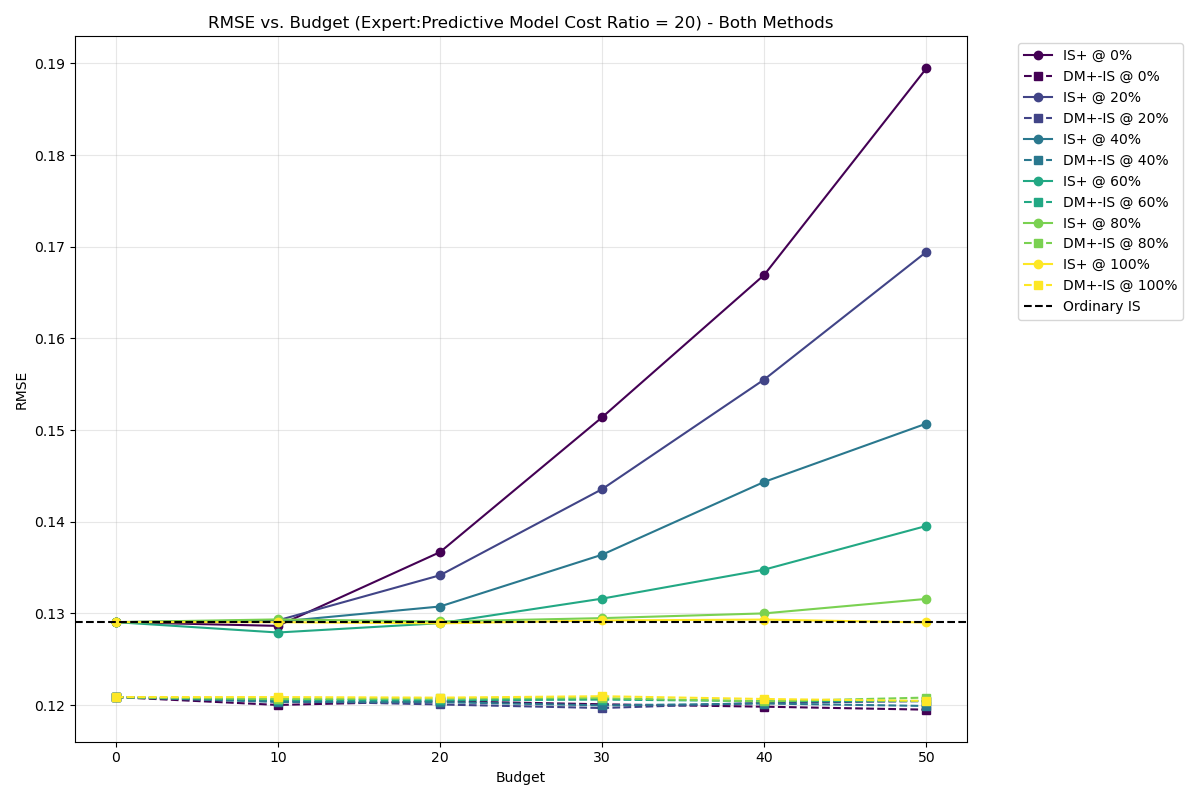 RMSE vs. Budget (Expert:Predictive Model Cost Ratio = 20) - Both Methods
RMSE
0.19
0.18
0.17
0.16
0.15
0.14
0.13
0.12
0
10
20
30
40
50
Budget
IS+ @ 0%
DM+-IS @ 0%
IS+ @ 20%
DM+-IS @ 20%
IS+ @ 40%
DM+-IS @ 40%
IS+ @ 60%
DM+-IS @ 60%
IS+ @ 80%
DM+-IS @ 80%
IS+ @ 100%
DM+-IS @ 100%
Ordinary IS